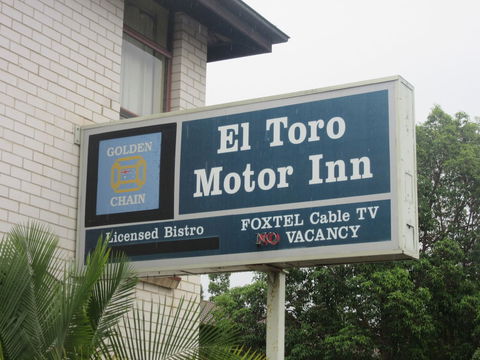 GOLDEN
CHAIN
El Toro
Motor Inn
Licensed Bistro
FOXTEL Cable TV
NO VACANCY